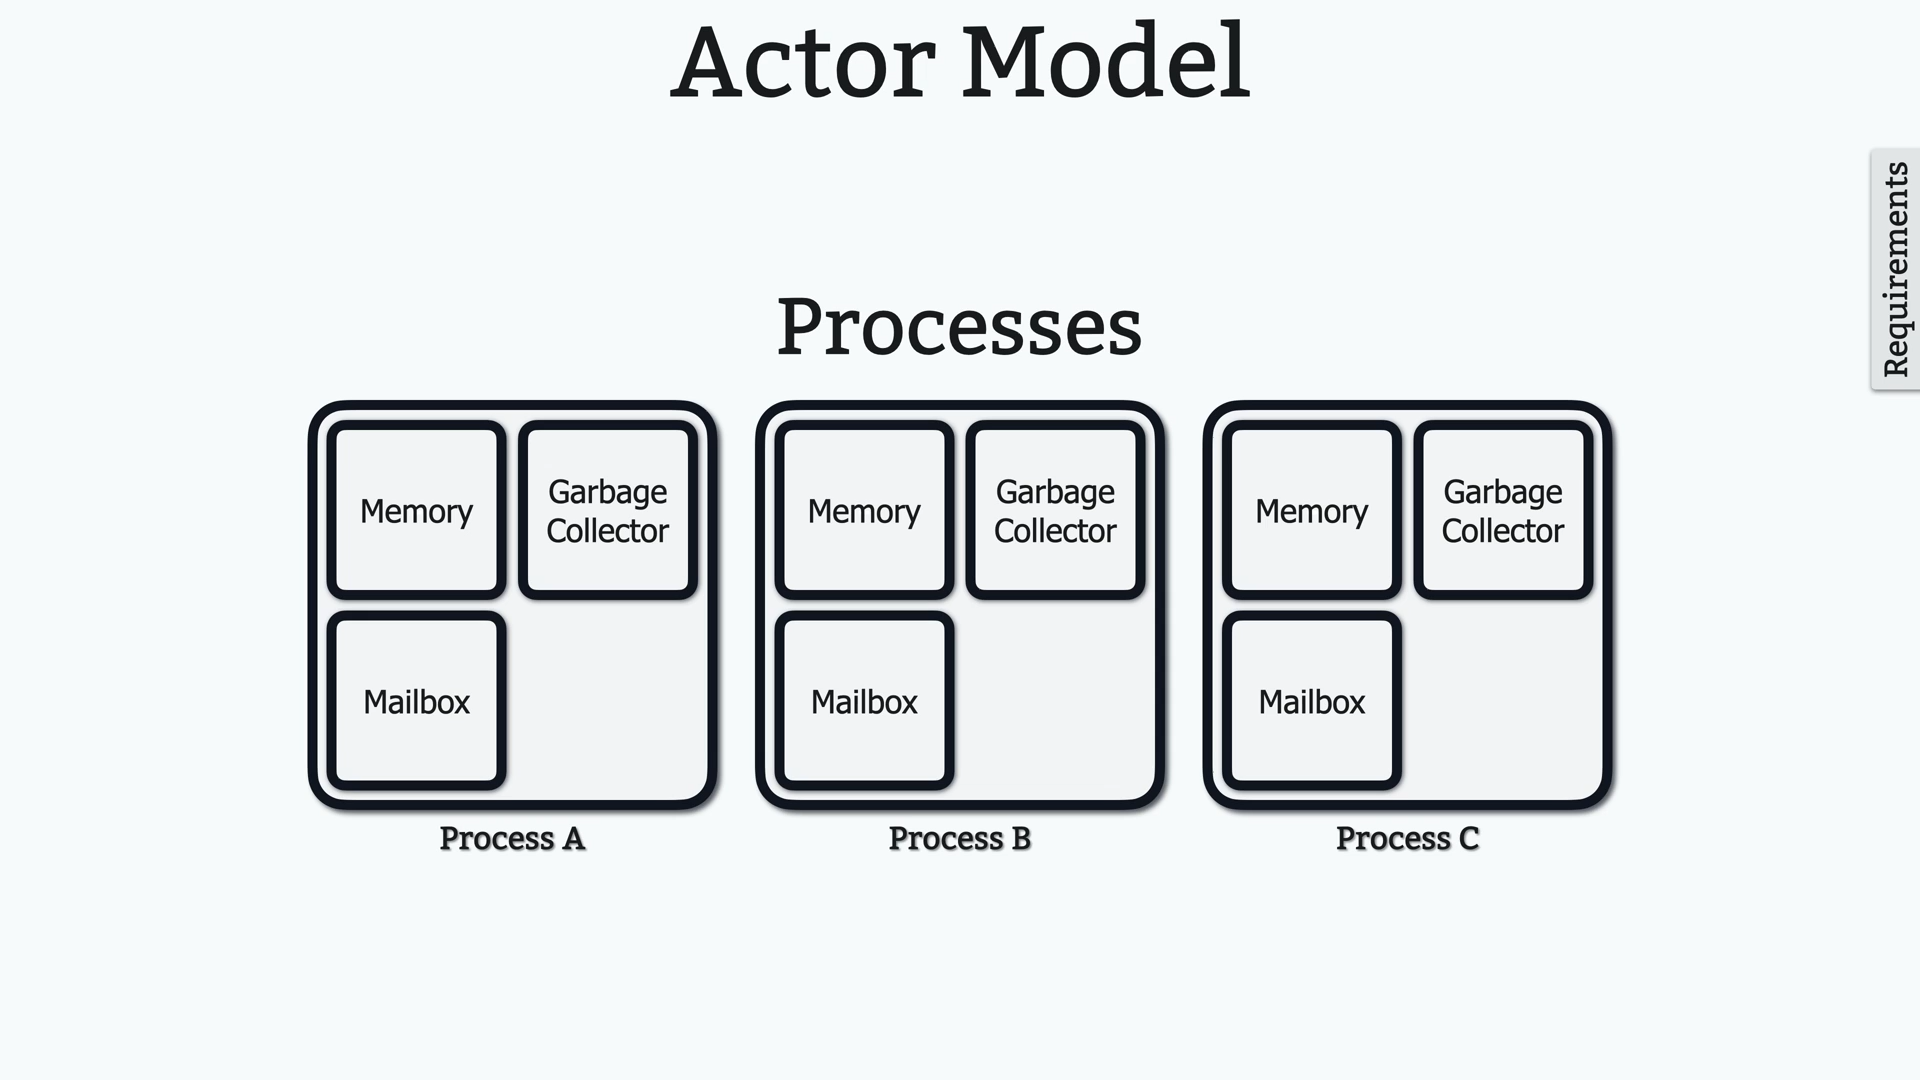 Actor Model
Requirements
Processes
Memory
Garbage
Collector
Mailbox
Process A
Memory
Garbage
Collector
Mailbox
Process B
Memory
Garbage
Collector
Mailbox
Process C